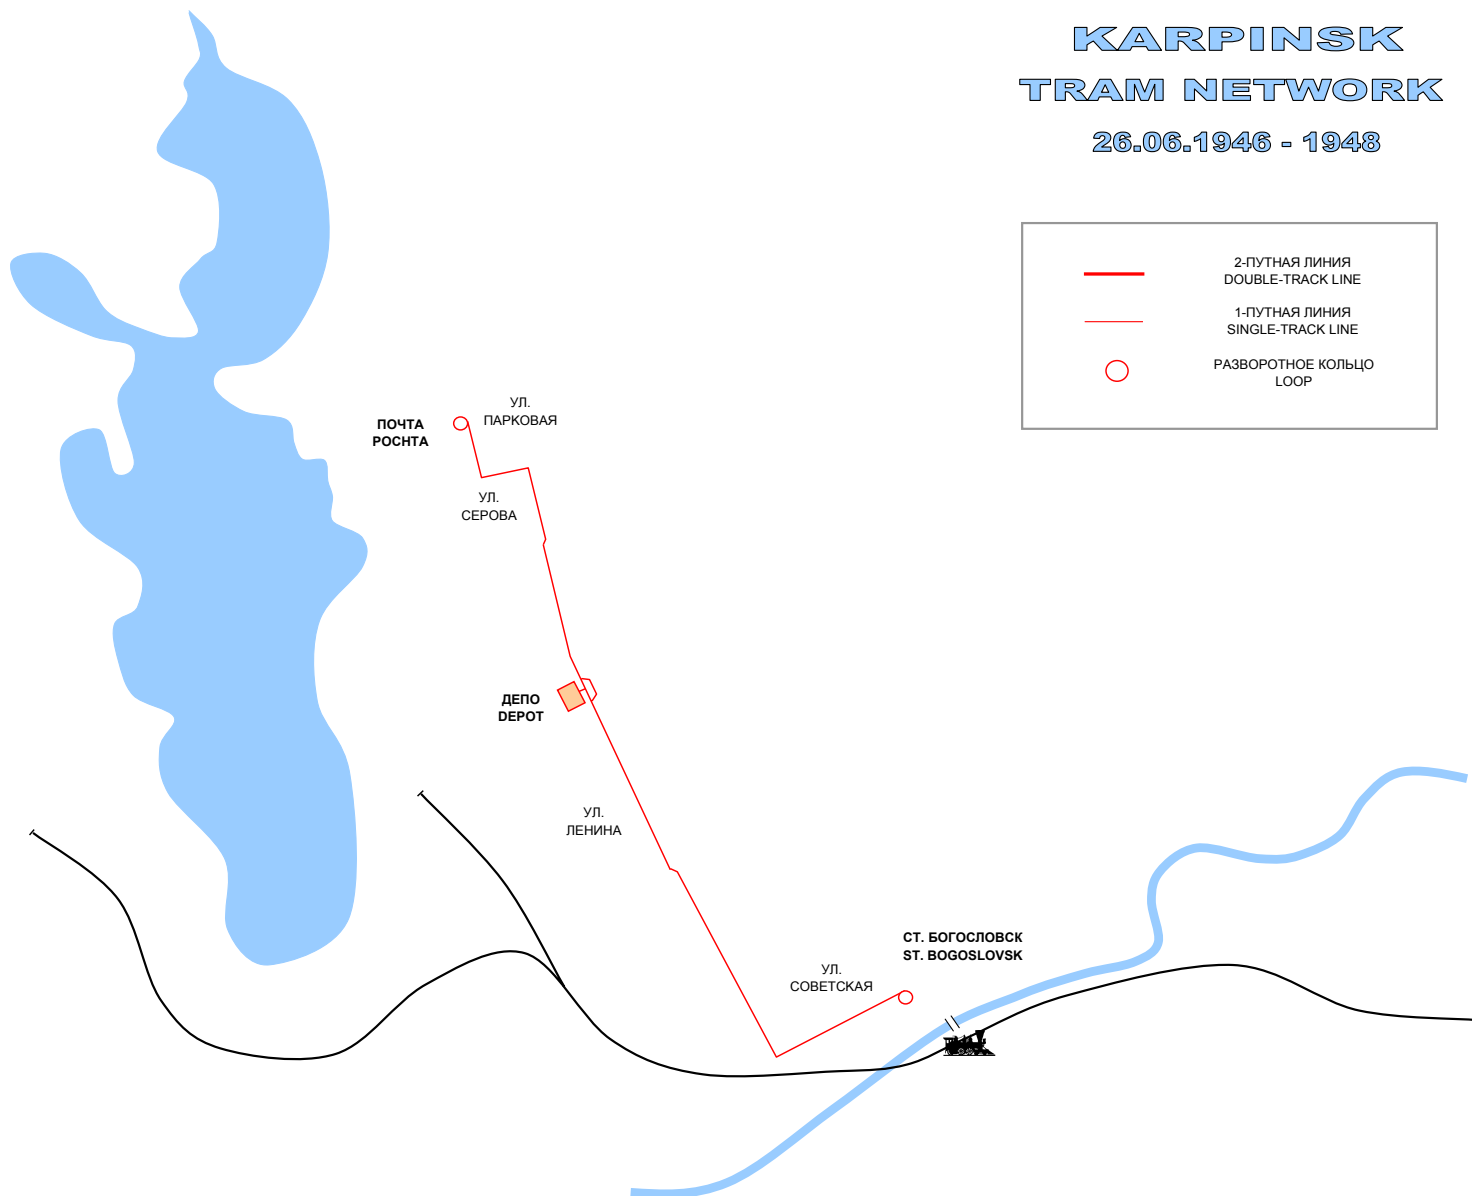 KARPINSK
TRAM NETWORK
26.06.1946 - 1948
2-ПУТНАЯ ЛИНИЯ
DOUBLE-TRACK LINE
1-ПУТНАЯ ЛИНИЯ
SINGLE-TRACK LINE
РАЗВОРОТНОЕ КОЛЬЦО
LOOP
ПОЧТА
POCHTA
УЛ.
ПАРКОВАЯ
УЛ.
СЕРОВА
ДЕПО
DEPOT
УЛ.
ЛЕНИНА
СТ. БОГОСЛОВСК
ST. BOGOSLOVSK
УЛ.
СОВЕТСКАЯ